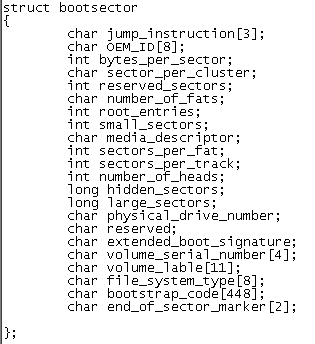 struct bootsector
{
char jump_instruction[3];
char OEM_ID[8];
int bytes_per_sector;
char sector_per_cluster;
int reserved_sectors;
char number_of_fats;
int root_entries;
int small_sectors;
char media_descriptor;
int sectors_per_fat;
int sectors_per_track;
int number_of_heads;
long hidden_sectors;
long large_sectors;
char physical_drive_number;
char reserved;
char extended_boot_signature;
char volume_serial_number[4];
char volume_lable[11];
char file_system_type[8];
char bootstrap_code[448];
char end_of_sector_marker[2];
};